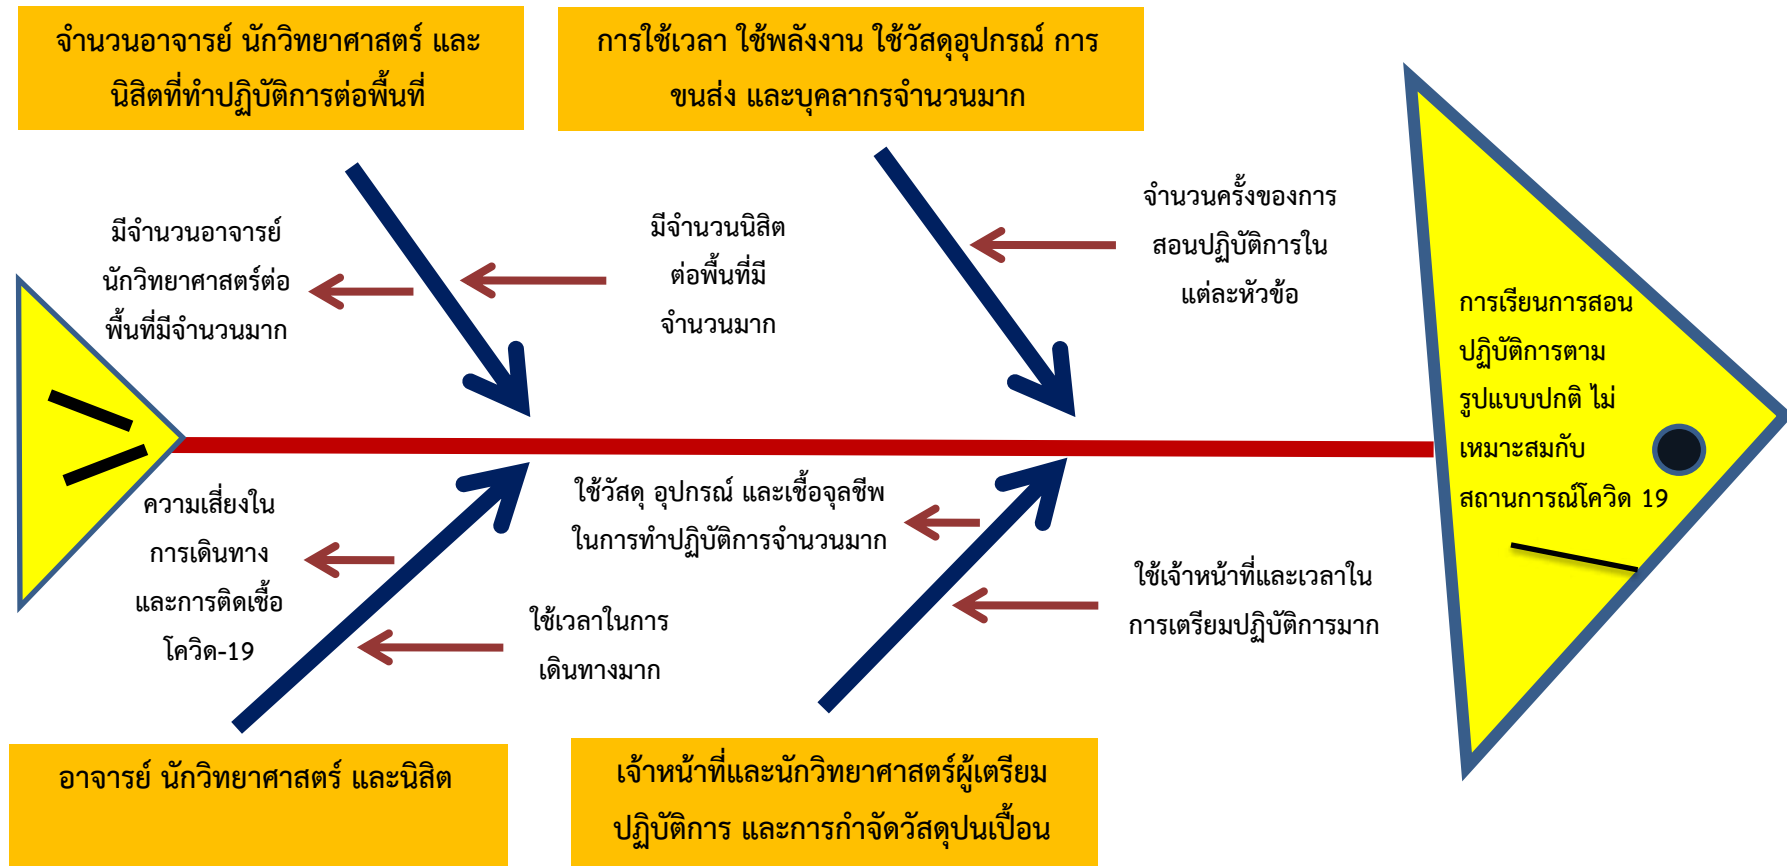 จำนวนอาจารย์ นักวิทยาศาสตร์ และ
นิสิตที่ทำปฏิบัติการต่อพื้นที่
การใช้เวลา ใช้พลังงาน ใช้วัสดุอุปกรณ์ การ
ขนส่ง และบุคลากรจำนวนมาก
มีจำนวนอาจารย์
นักวิทยาศาสตร์ต่อ
พื้นที่มีจำนวนมาก
มีจำนวนนิสิต
ต่อพื้นที่มี
จำนวนมาก
จำนวนครั้งของการ
สอนปฏิบัติการใน
แต่ละหัวข้อ
การเรียนการสอน
ปฏิบัติการตาม
รูปแบบปกติ ไม่
เหมาะสมกับ
สถานการณ์โควิด 19
ความเสี่ยงใน
การเดินทาง
และการติดเชื้อ
โควิด-19
ใช้เวลาในการ
เดินทางมาก
ใช้วัสดุ อุปกรณ์ และเชื้อจุลชีพ
ในการทำปฏิบัติการจำนวนมาก
ใช้เจ้าหน้าที่และเวลาใน
การเตรียมปฏิบัติการมาก
อาจารย์ นักวิทยาศาสตร์ และนิสิต
เจ้าหน้าที่และนักวิทยาศาสตร์ผู้เตรียม
ปฏิบัติการ และการกำจัดวัสดุปนเปื้อน